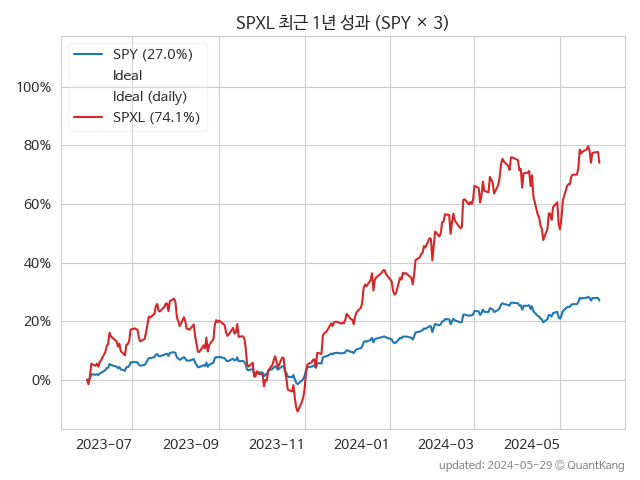 SPXL 최근 1년 성과 (SPY × 3)
SPY (27.0%)
Ideal
Ideal (daily)
SPXL (74.1%)
100%
80%
60%
40%
20%
0%
2023-07 2023-09 2023-11 2024-01 2024-03 2024-05
updated: 2024-05-29 © QuantKang